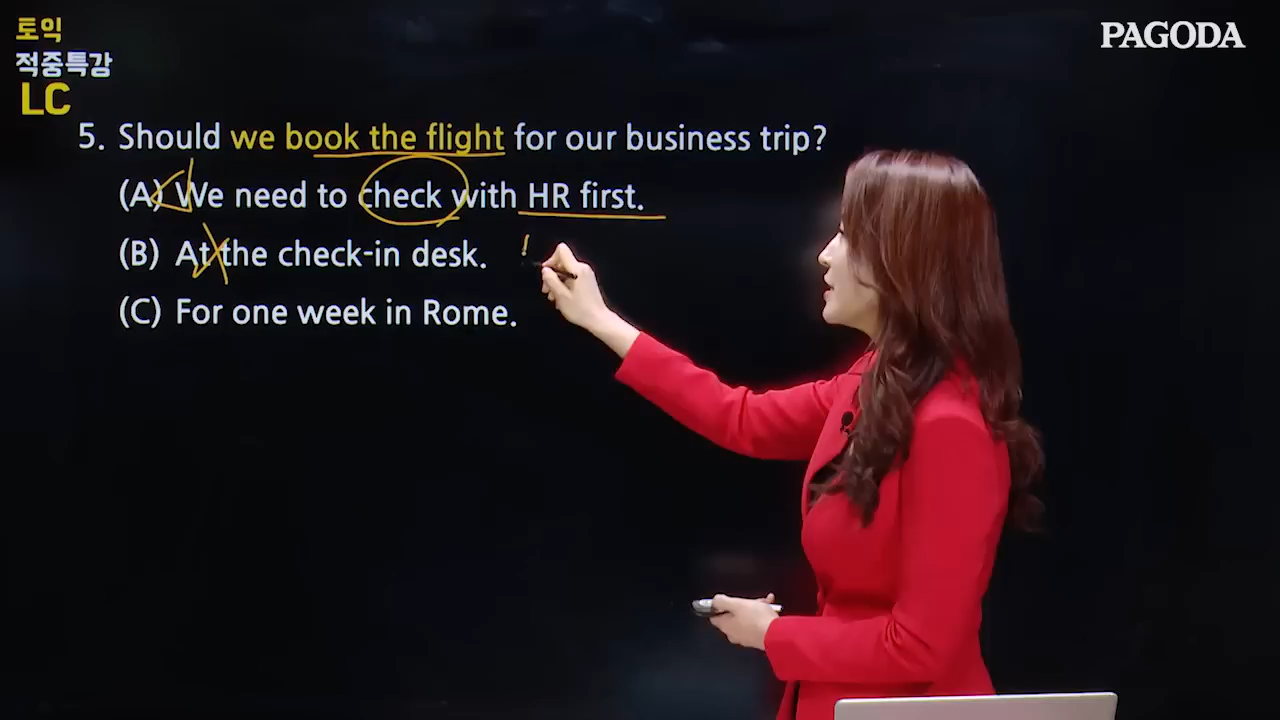 토익
적중특강
LC
PAGODA
5. Should we book the flight for our business trip?
(A) We need to check with HR first.
(B) At the check-in desk.
(C) For one week in Rome.